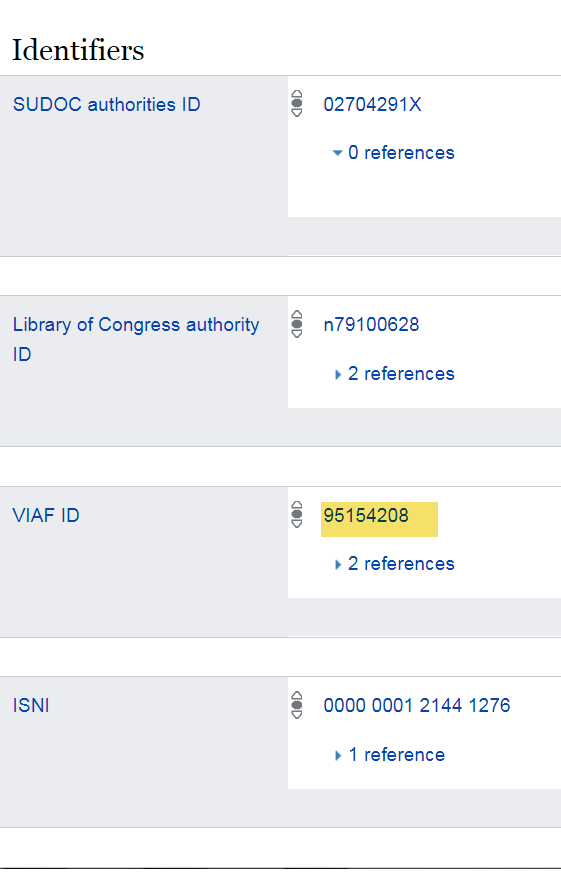 Identifiers
SUDOC authorities ID
02704291X
0 references
Library of Congress authority
ID
n79100628
2 references
VIAF ID
95154208
2 references
ISNI
0000 0001 2144 1276
1 reference